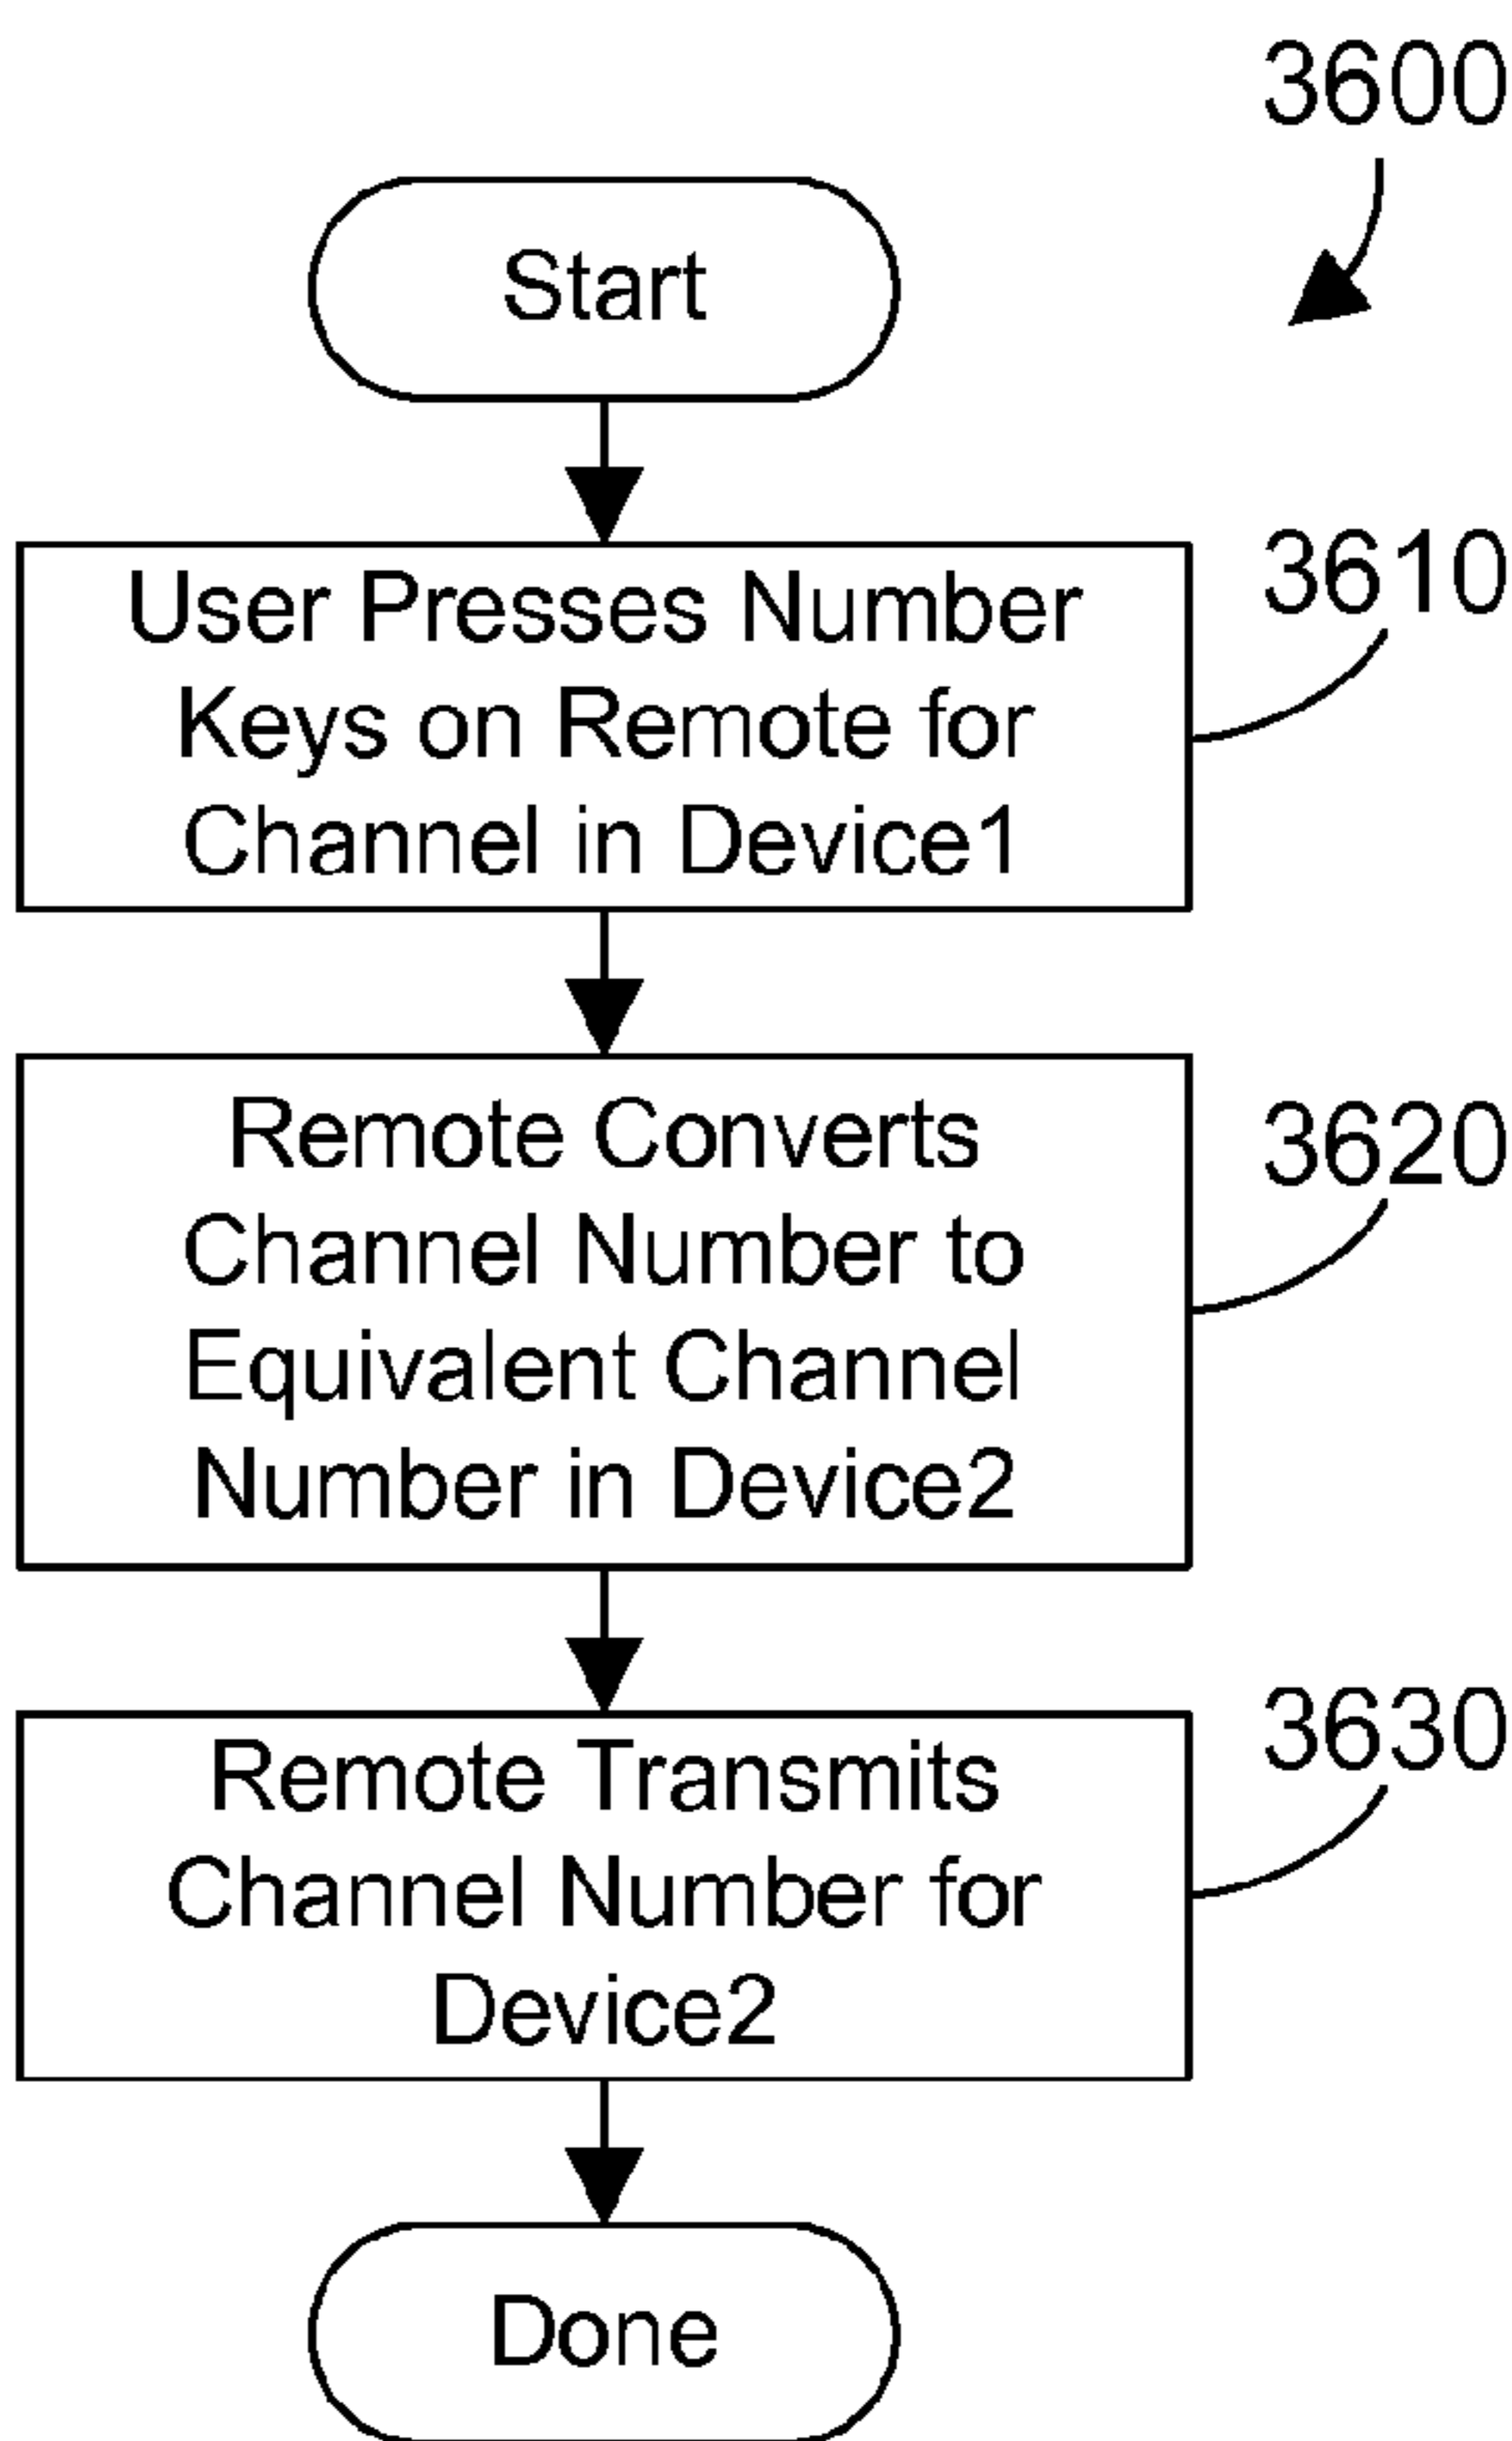 3600
Start
User Presses Number
Keys on Remote for
Channel in Device1
3610
Remote Converts
Channel Number to
Equivalent Channel
Number in Device2
3620
Remote Transmits
Channel Number for
Device2
3630
Done